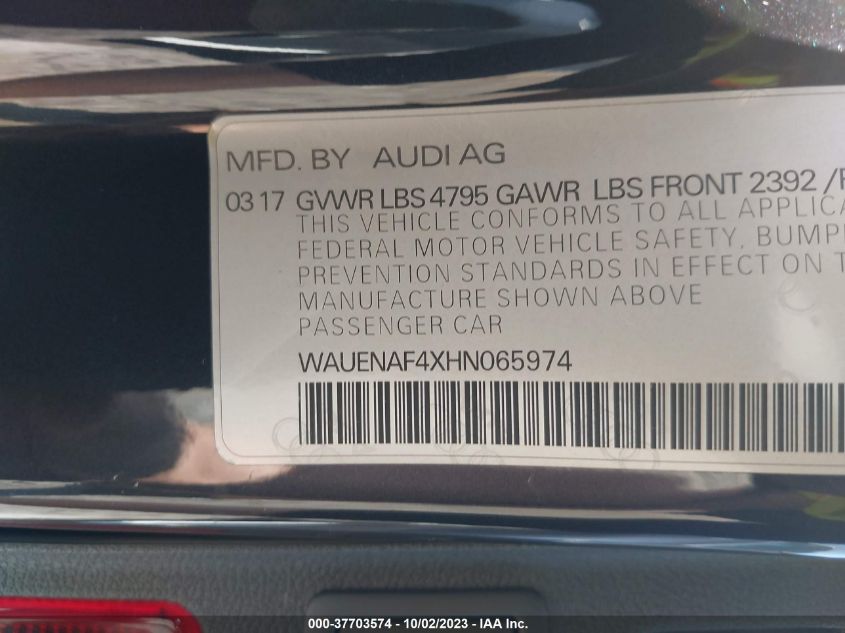 MFD. BY AUDI AG
03 17 GVWR LBS 4795 GAWR LBS FRONT 2392 /
THIS VEHICLE CONFORMS TO ALL
FEDERAL MOTOR VEHICLE SAFETY,
PREVENTION STANDARDS IN EFFECT ON
MANUFACTURE SHOWN ABOVE
PASSENGER CAR
WAUENAF4XHN065974
000-37703574 - 10/02/2023 - IAA Inc.